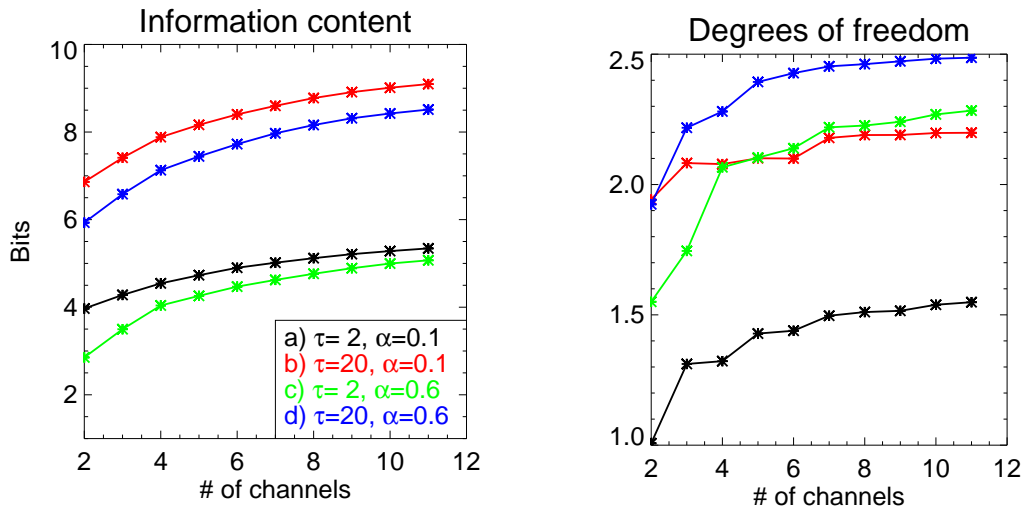 Information content
10
8
6
4
2
Bits
2 4 6 8 10 12
# of channels
a) τ= 2, α=0.1
b) τ=20, α=0.1
c) τ= 2, α=0.6
d) τ=20, α=0.6
Degrees of freedom
2.5
2.0
1.5
1.0
2 4 6 8 10 12
# of channels